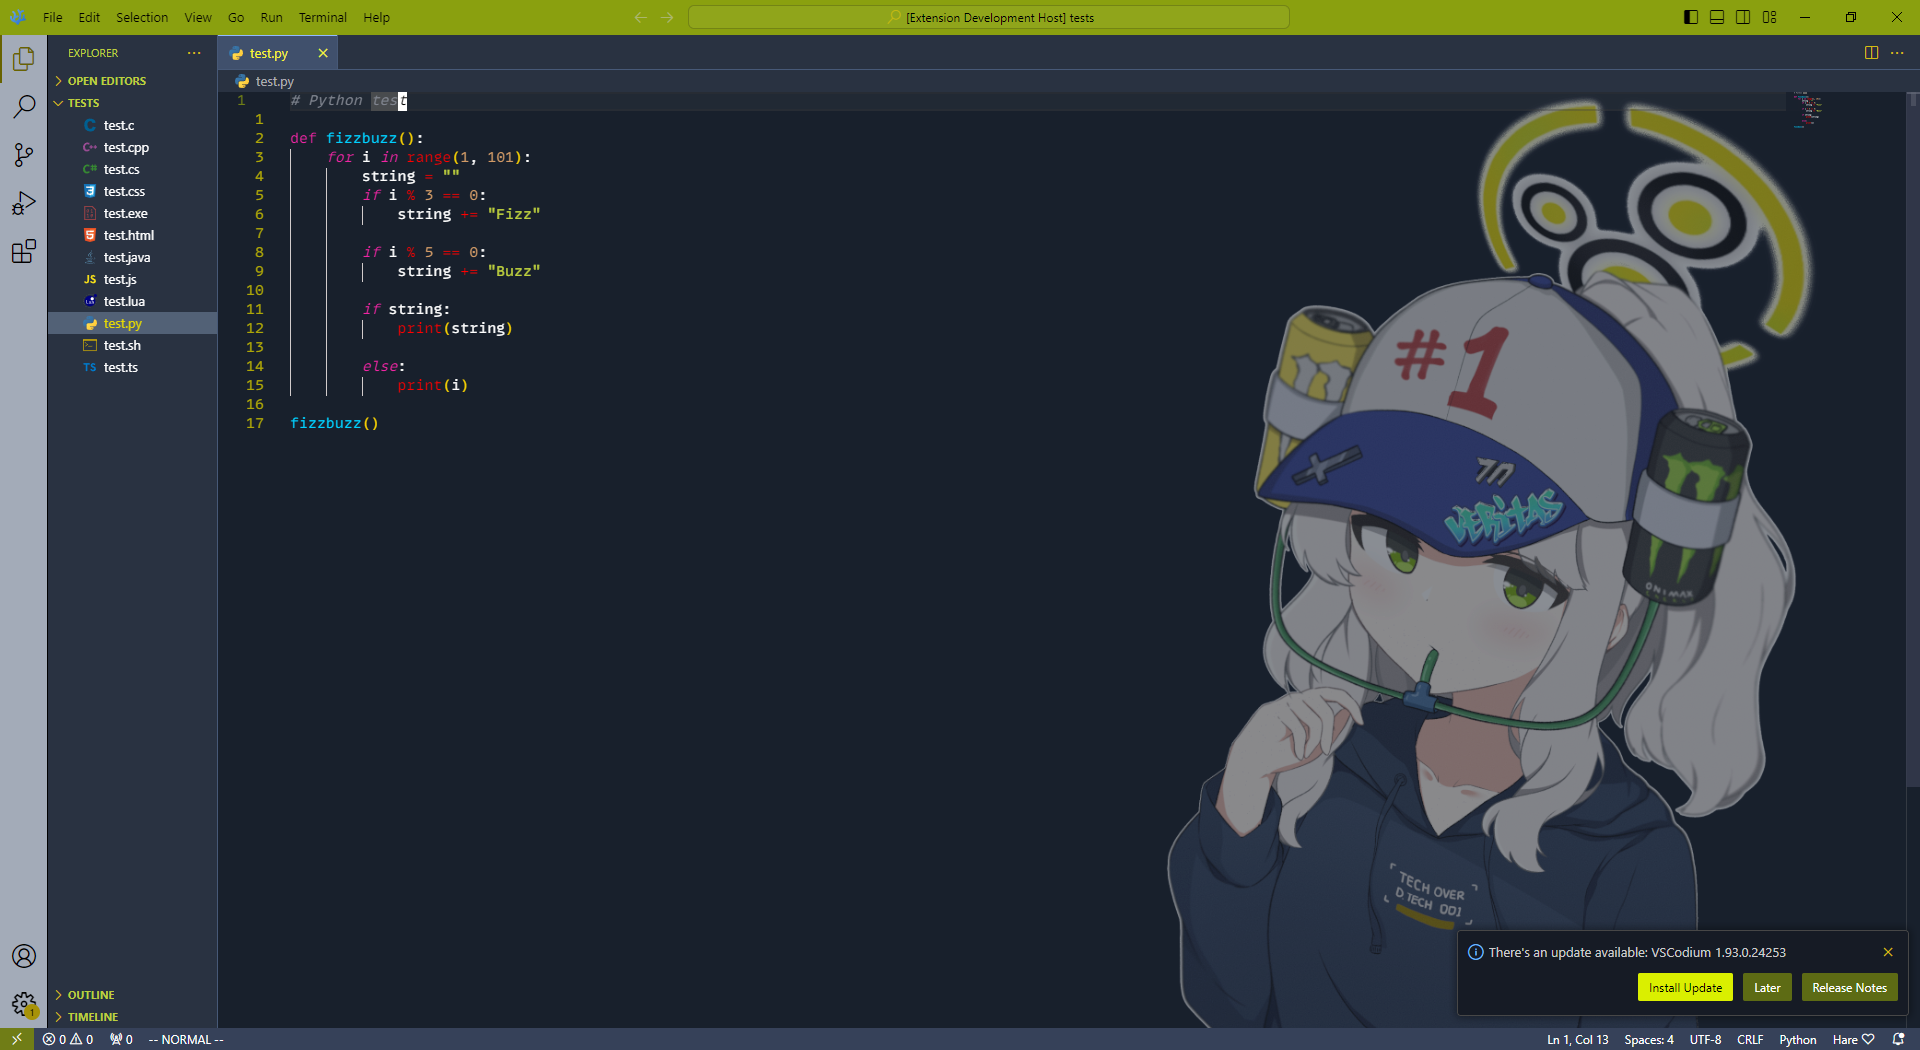 File Edit Selection View Go Run Terminal Help
[Extension Development Host] tests
EXPLORER
OPEN EDITORS
TESTS
test.c
test.cpp
test.cs
test.css
test.exe
test.html
test.java
JS test.js
test.lua
test.py
test.sh
TS test.ts
OUTLINE
TIMELINE
test.py
test.py
1 # Python test
1
2 def fizzbuzz():
3 for i in range(1, 101):
4 string = ""
5 if i % 3 == 0:
6 string += "Fizz"
7
8 if i % 5 == 0:
9 string += "Buzz"
10
11 if string:
12 print(string)
13
14 else:
15 print(i)
16
17 fizzbuzz()
#1
VERITAS
ONIMAX
TECH OVER
D.TECH 001
There's an update available: VSCodium 1.93.0.24253
Install Update Later Release Notes
1
0 0 0 -- NORMAL --
Ln 1, Col 13 Spaces: 4 UTF-8 CRLF Python Hare ♡